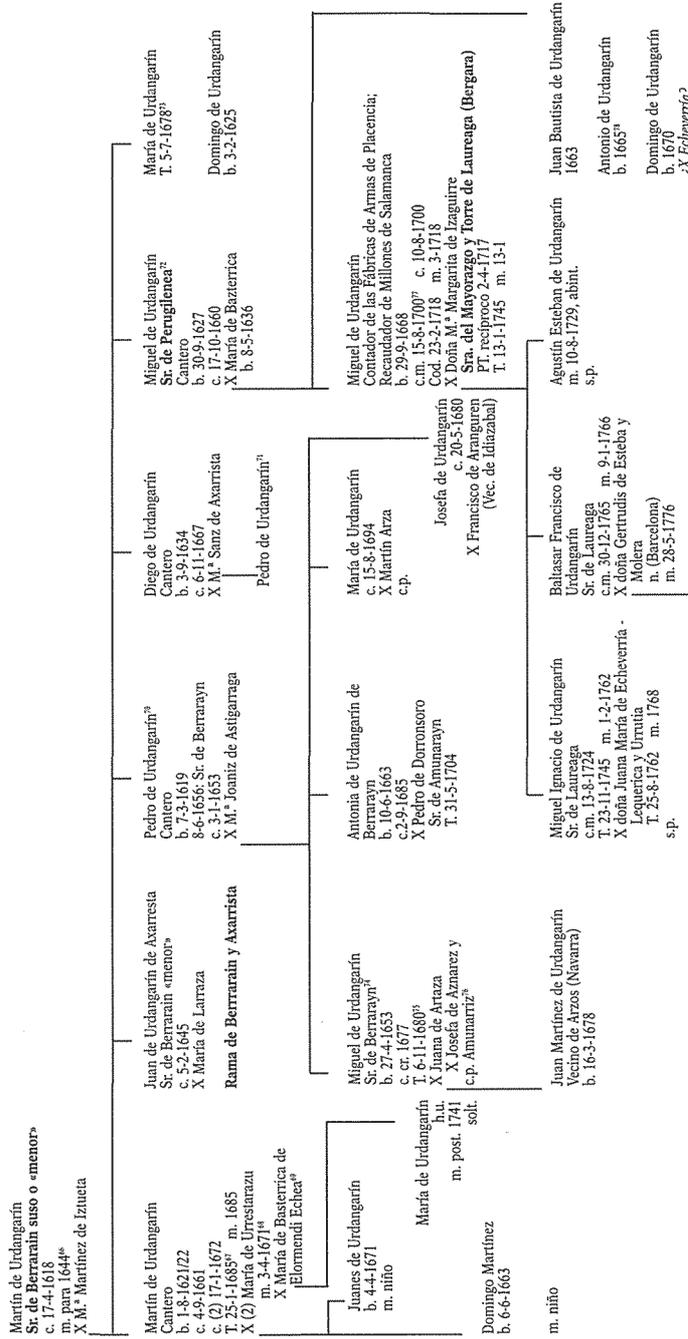 Martín de Urdangarín
Sr. de Berrarain suso o «menor»
c. 17-4-1618
m. para 1644⁶⁶
X M.ª Martínez de Iztueta
Martín de Urdangarín
Cantero
b. 1-8-1621/22
c. 4-9-1661
c. (2) 17-1-1672
T. 25-1-1685⁶⁷ m. 1685
X (2) María de Urrestarazu
m. 3-4-1671⁶⁸
X María de Basterrica de
Elormendi Echea⁶⁹
Juan de Urdangarín de Axarresta
Sr. de Berrarain «menor»
c. 5-2-1645
X María de Larraza
Rama de Berrrarain y Axarrista
Pedro de Urdangarín⁷⁰
Cantero
b. 7-3-1619
8-6-1656: Sr. de Berrarayn
c. 3-1-1653
X M.ª Joaniz de Astigarraga
Diego de Urdangarín
Cantero
b. 3-9-1634
c. 6-11-1667
X M.ª Sanz de Axarrista
Pedro de Urdangarín⁷¹
Miguel de Urdangarín
Sr. de Perugilenea⁷²
Cantero
b. 30-9-1627
c. 17-10-1660
X María de Bazterrica
b. 8-5-1636
María de Urdangarín
T. 5-7-1678⁷³
Domingo de Urdangarín
b. 3-2-1625
Juanes de Urdangarín
b. 4-4-1671
m. niño
María de Urdangarín
h.u.
m. post. 1741
solt.
Miguel de Urdangarín
Sr. de Berrarayn⁷⁴
b. 27-4-1653
c. cr. 1677
T. 6-11-1680⁷⁵
X Juana de Artaza
X Josefa de Aznarez y
c.p. Amunarriz⁷⁶
Antonia de Urdangarín de
Berrarayn
b. 10-6-1663
c.2-9-1685
X Pedro de Dorronsoro
Sr. de Amunarayn
T. 31-5-1704
María de Urdangarín
c. 15-8-1694
X Martín Arza
c.p.
Josefa de Urdangarín
c. 20-5-1680
X Francisco de Aranguren
(Vec. de Idiazabal)
Miguel de Urdangarín
Contador de las Fábricas de Armas de Placencia;
Recaudador de Millones de Salamanca
b. 29-9-1668
c.m. 15-8-1700⁷⁷ c. 10-8-1700
Cod. 23-2-1718 m. 3-1718
X Doña M.ª Margarita de Izaguirre
Sra. del Mayorazgo y Torre de Laureaga (Bergara)
PT. recíproco 2-4-1717
T. 13-1-1745 m. 13-1
Domingo Martínez
b. 6-6-1663
m. niño
Juan Martínez de Urdangarín
Vecino de Arzos (Navarra)
b. 16-3-1678
Miguel Ignacio de Urdangarín
Sr. de Laureaga
c.m. 13-8-1724
T. 23-11-1745 m. 1-2-1762
X doña Juana María de Echeverría -
Lequerica y Urrutia
T. 25-8-1762 m. 1768
s.p.
Baltasar Francisco de
Urdangarín
Sr. de Laureaga
c.m. 30-12-1765 m. 9-1-1766
X doña Gertrudis de Esteba y
Molera
n. (Barcelona)
m. 28-5-1776
Agustín Esteban de Urdangarín
m. 10-8-1729, abint.
s.p.
Juan Bautista de Urdangarín
1663
Antonio de Urdangarín
b. 1665⁷⁸
Domingo de Urdangarín
b. 1670
¿X Echeverría?